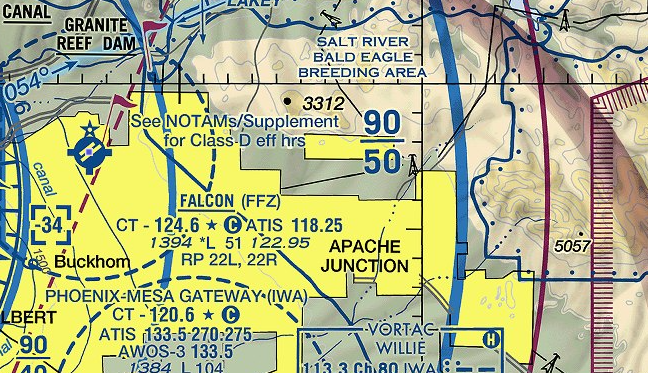 CANAL
GRANITE
REEF DAM
LAKEY
SALT RIVER
BALD EAGLE
BREEDING AREA
054°
3312
See NOTAMs/Supplement
for Class D eff hrs
90
50
canal
FALCON (FFZ)
CT - 124.6 ★ C ATIS 118.25
1394 *L 51 122.95
RP 22L, 22R
-34
1500
Buckhorn
APACHE
JUNCTION
5057
PHOENIX-MESA GATEWAY (IWA)
CT - 120.6 ★ C
ATIS 133.5 270.275
AWOS-3 133.5
1384 L 104
LBERT
90
40
VORTAC
WILLIE
H
113.3 Ch 80 IWA